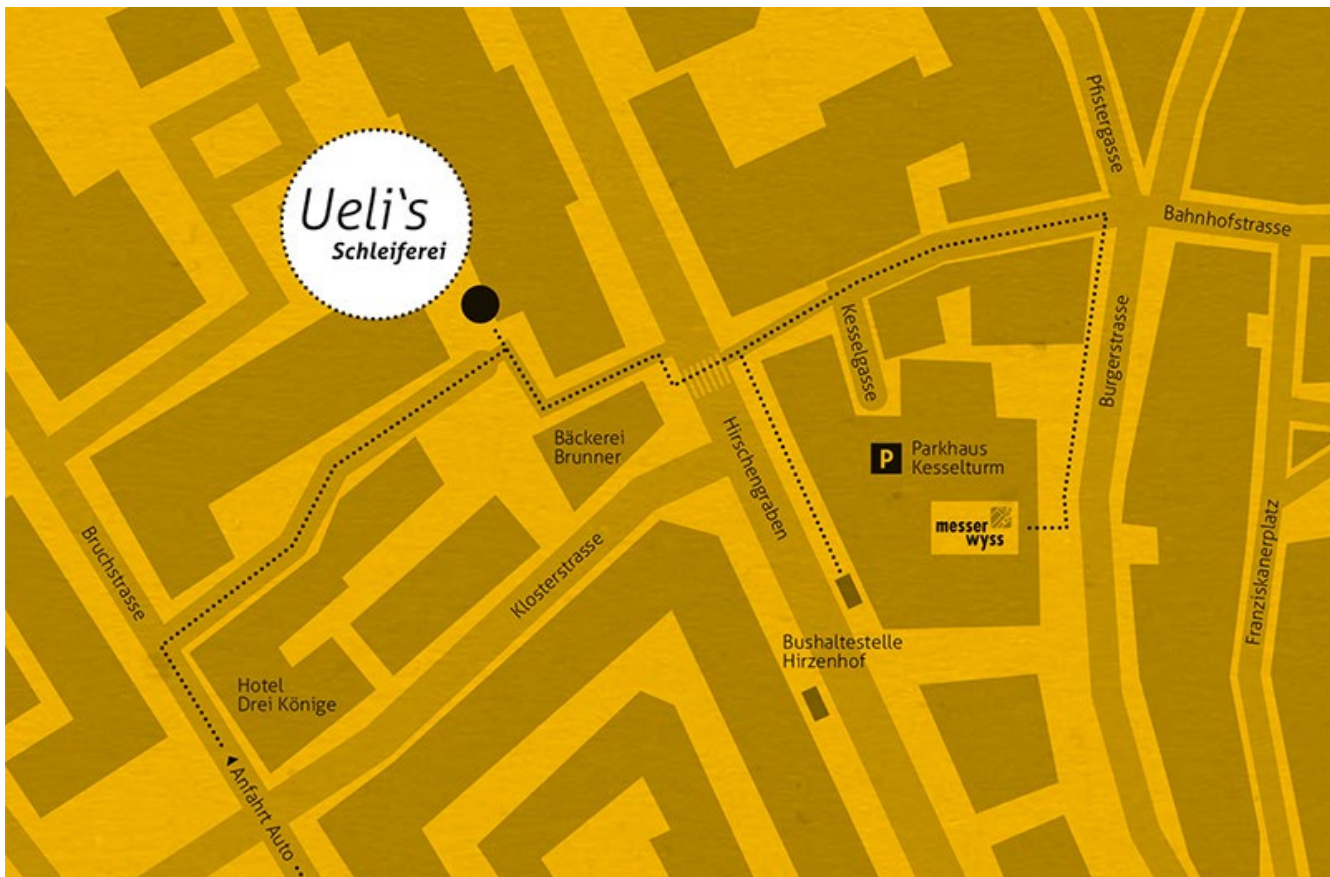 Pfistergasse
Bahnhofstrasse
Ueli`s
Schleiferei
Kesselgasse
Burgerstrasse
Bäckerei
Brunner
Hirschengraben
P
Parkhaus
Kesselturm
messer
wyss
Bruchstrasse
Klosterstrasse
Franziskanerplatz
Bushaltestelle
Hirzenhof
Hotel
Drei Könige
Anfahrt Auto